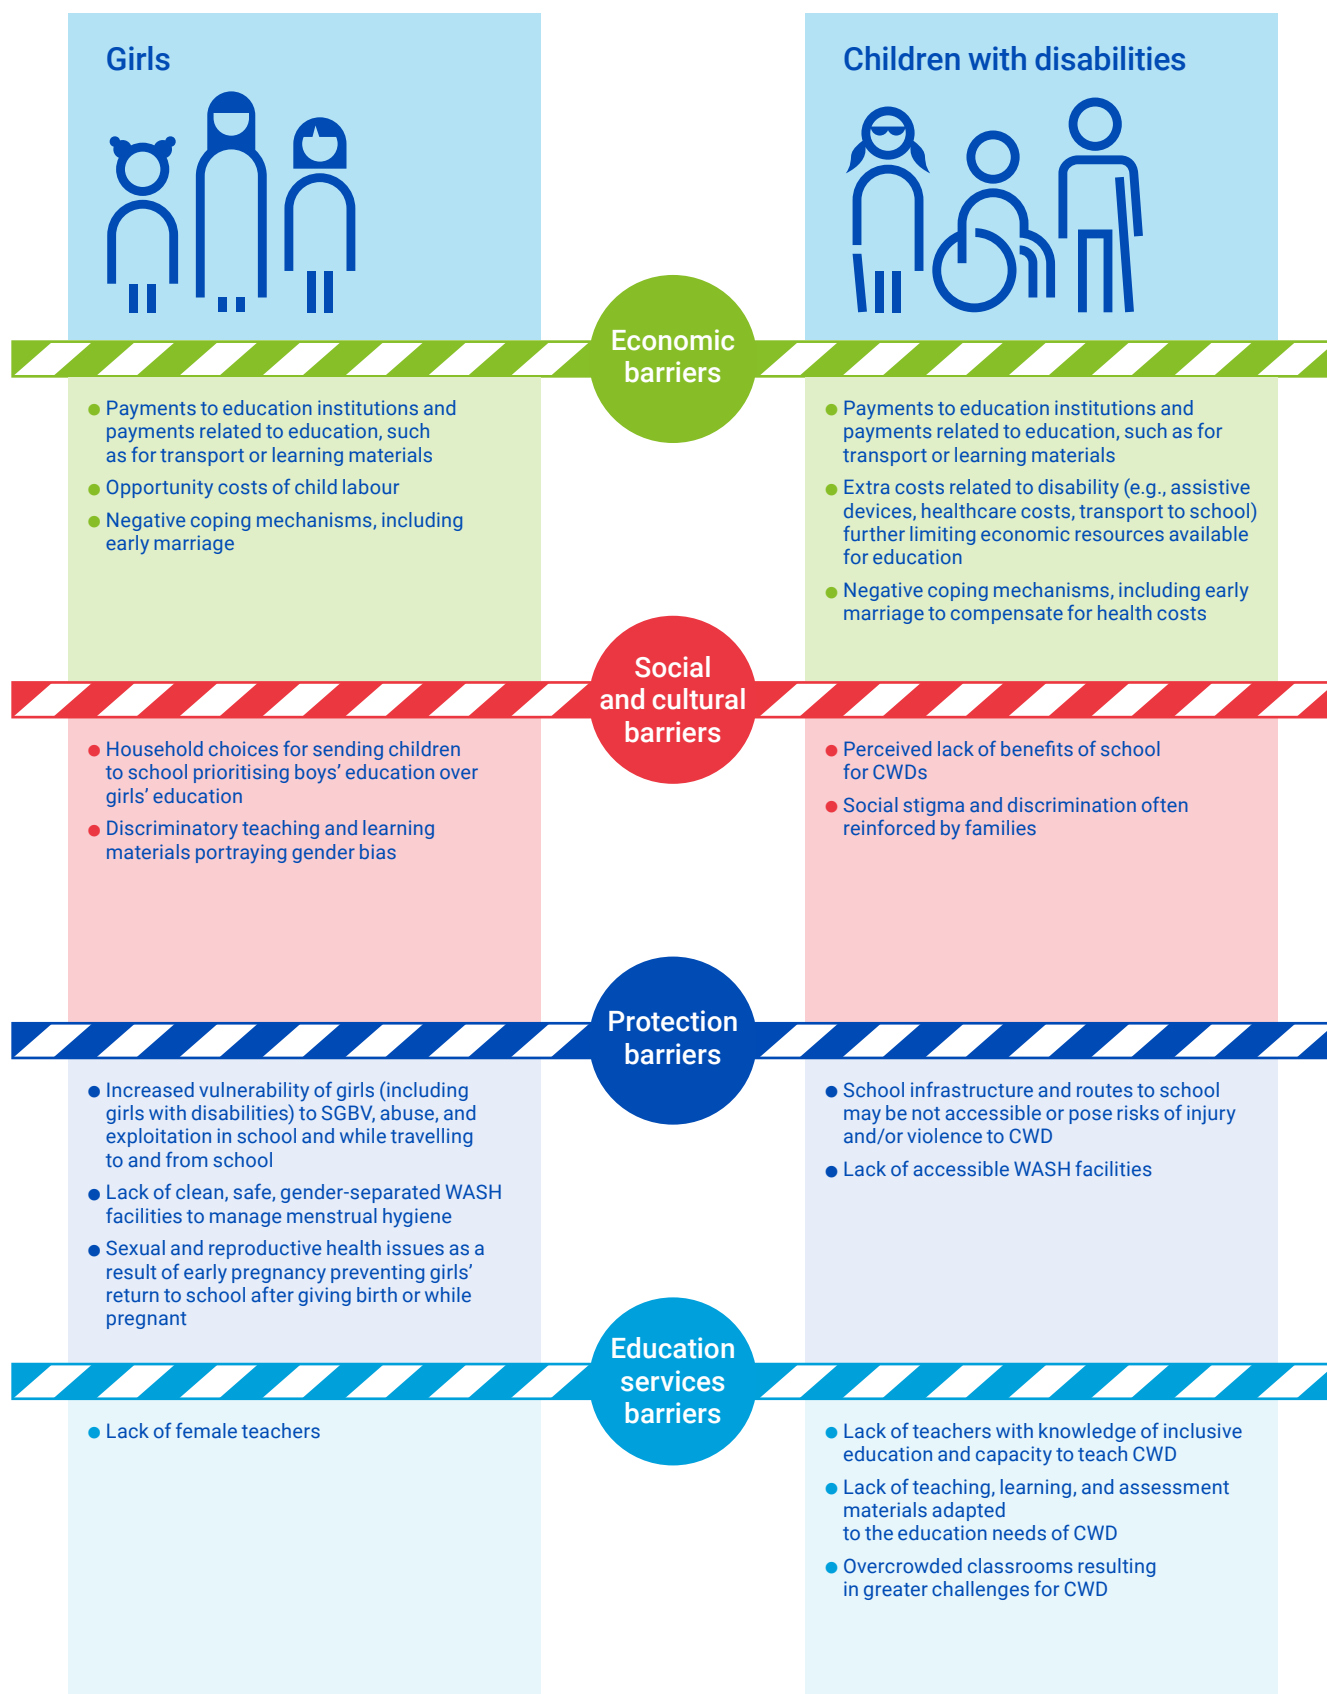 Girls
Children with disabilities
Economic
barriers
Payments to education institutions and
payments related to education, such
as for transport or learning materials
Opportunity costs of child labour
Negative coping mechanisms, including
early marriage
Payments to education institutions and
payments related to education, such as for
transport or learning materials
Extra costs related to disability (e.g., assistive
devices, healthcare costs, transport to school)
further limiting economic resources available
for education
Negative coping mechanisms, including early
marriage to compensate for health costs
Social
and cultural
barriers
Household choices for sending children
to school prioritising boys' education over
girls' education
Discriminatory teaching and learning
materials portraying gender bias
Perceived lack of benefits of school
for CWDs
Social stigma and discrimination often
reinforced by families
Protection
barriers
Increased vulnerability of girls (including
girls with disabilities) to SGBV, abuse, and
exploitation in school and while travelling
to and from school
Lack of clean, safe, gender-separated WASH
facilities to manage menstrual hygiene
Sexual and reproductive health issues as a
result of early pregnancy preventing girls'
return to school after giving birth or while
pregnant
School infrastructure and routes to school
may be not accessible or pose risks of injury
and/or violence to CWD
Lack of accessible WASH facilities
Education
services
barriers
Lack of female teachers
Lack of teachers with knowledge of inclusive
education and capacity to teach CWD
Lack of teaching, learning, and assessment
materials adapted
to the education needs of CWD
Overcrowded classrooms resulting
in greater challenges for CWD